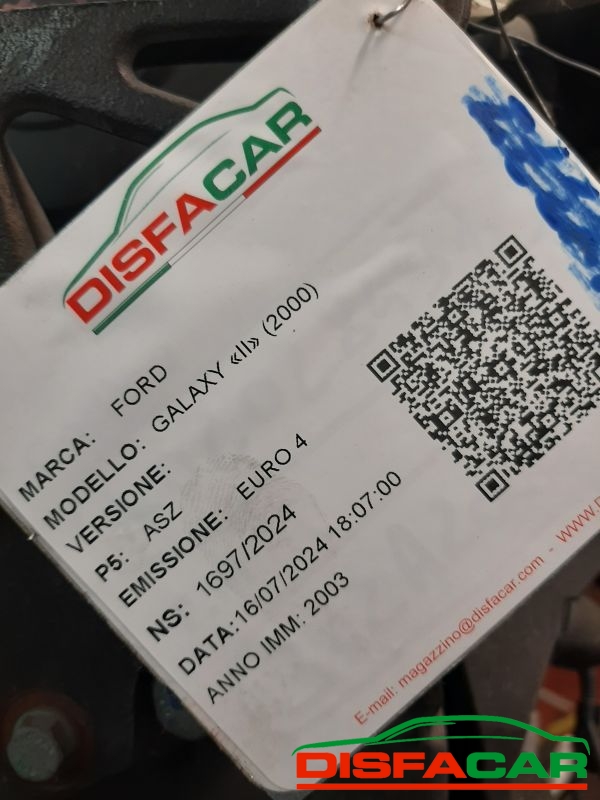 DISFACAR
MARCA: FORD
MODELLO: GALAXY «II» (2000)
VERSIONE:
P5: ASZ
EMISSIONE: EURO 4
NS: 1697/2024
DATA:16/07/2024 18:07:00
ANNO IMM: 2003
E-mail: magazzino@disfacar.com - www.D
DISFACAR